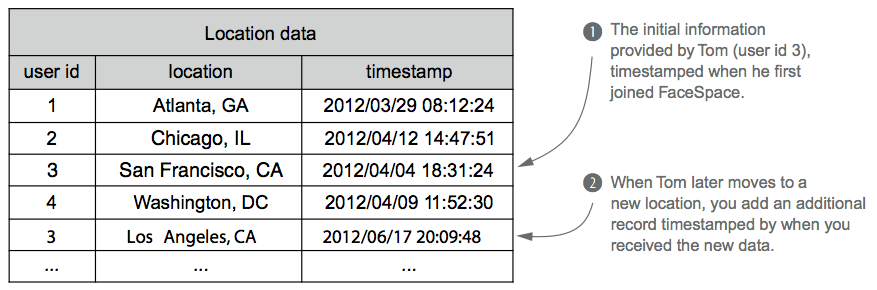 Location data
user id location timestamp
1 Atlanta, GA 2012/03/29 08:12:24
2 Chicago, IL 2012/04/12 14:47:51
3 San Francisco, CA 2012/04/04 18:31:24
4 Washington, DC 2012/04/09 11:52:30
3 Los Angeles, CA 2012/06/17 20:09:48
... ... ...
1 The initial information
provided by Tom (user id 3),
timestamped when he first
joined FaceSpace.
2 When Tom later moves to a
new location, you add an additional
record timestamped by when you
received the new data.